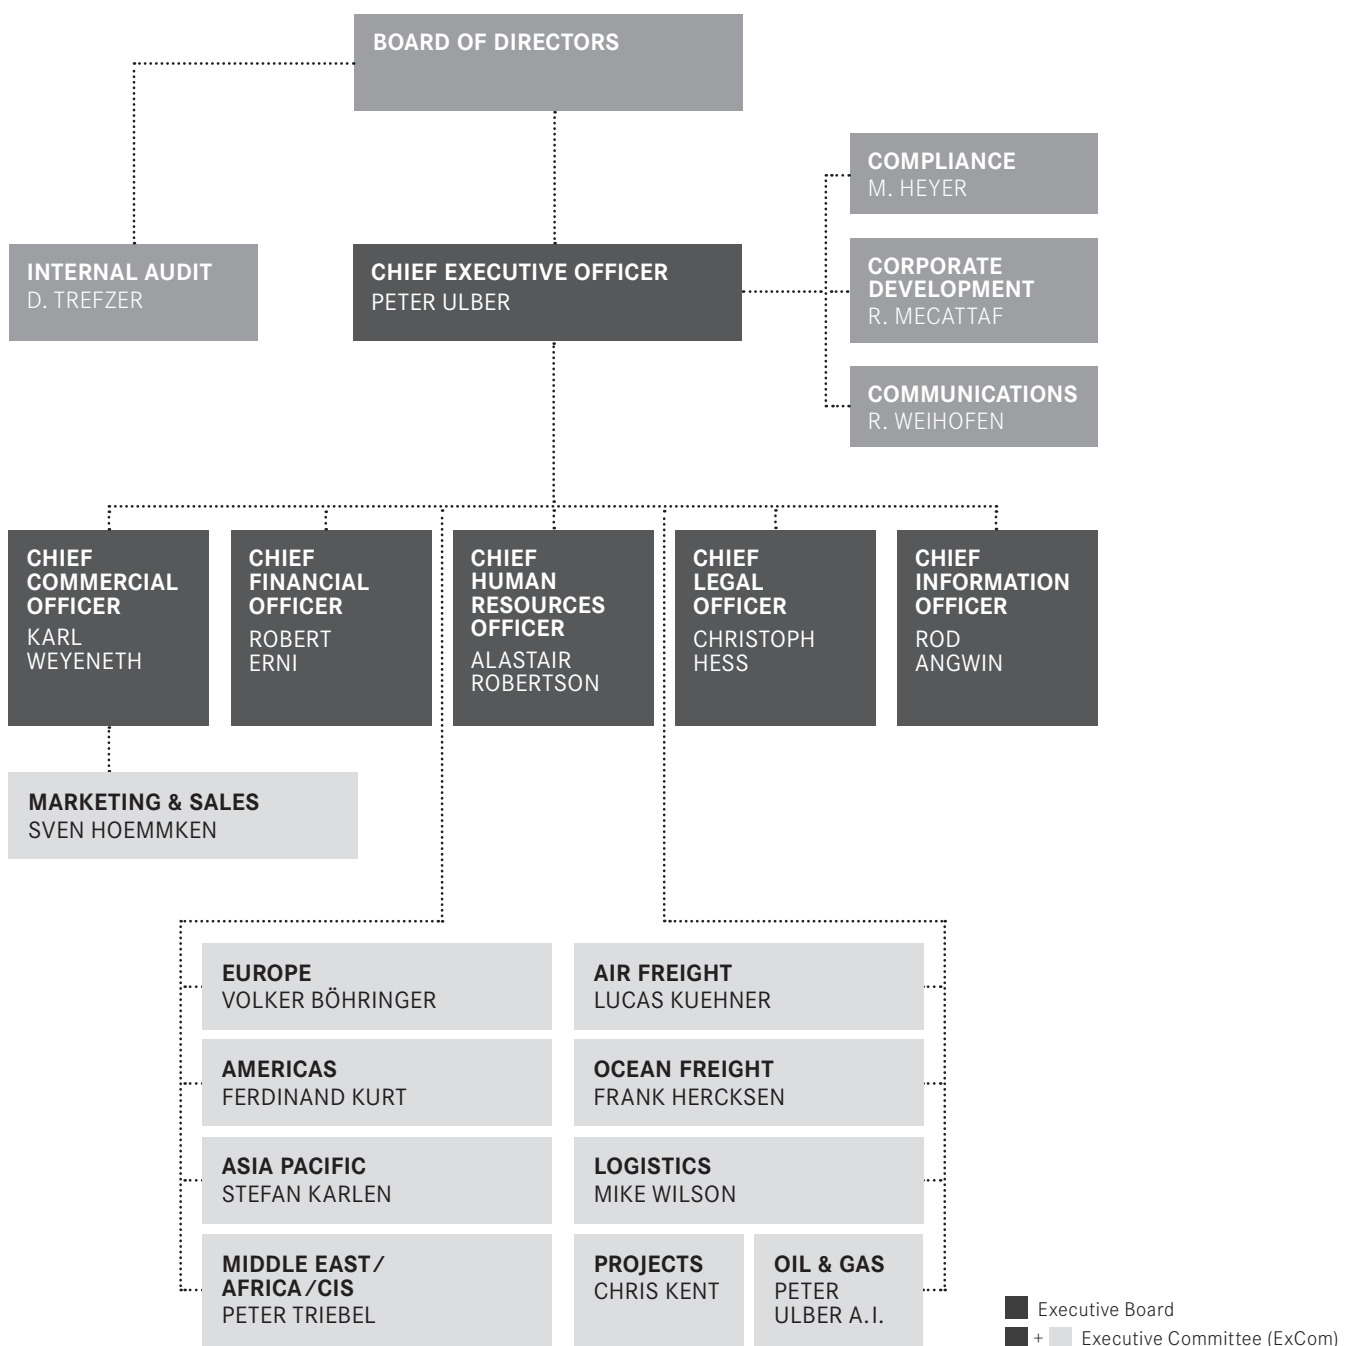 BOARD OF DIRECTORS
COMPLIANCE
M. HEYER
INTERNAL AUDIT
D. TREFZER
CHIEF EXECUTIVE OFFICER
PETER ULBER
CORPORATE
DEVELOPMENT
R. MECATTAF
COMMUNICATIONS
R. WEIHOFEN
CHIEF
COMMERCIAL
OFFICER
KARL
WEYENETH
CHIEF
FINANCIAL
OFFICER
ROBERT
ERNI
CHIEF
HUMAN
RESOURCES
OFFICER
ALASTAIR
ROBERTSON
CHIEF
LEGAL
OFFICER
CHRISTOPH
HESS
CHIEF
INFORMATION
OFFICER
ROD
ANGWIN
MARKETING & SALES
SVEN HOEMMKEN
EUROPE
VOLKER BÖHRINGER
AMERICAS
FERDINAND KURT
ASIA PACIFIC
STEFAN KARLEN
MIDDLE EAST/
AFRICA/CIS
PETER TRIEBEL
AIR FREIGHT
LUCAS KUEHNER
OCEAN FREIGHT
FRANK HERCKSEN
LOGISTICS
MIKE WILSON
PROJECTS
CHRIS KENT
OIL & GAS
PETER
ULBER A.I.
Executive Board
+ Executive Committee (ExCom)